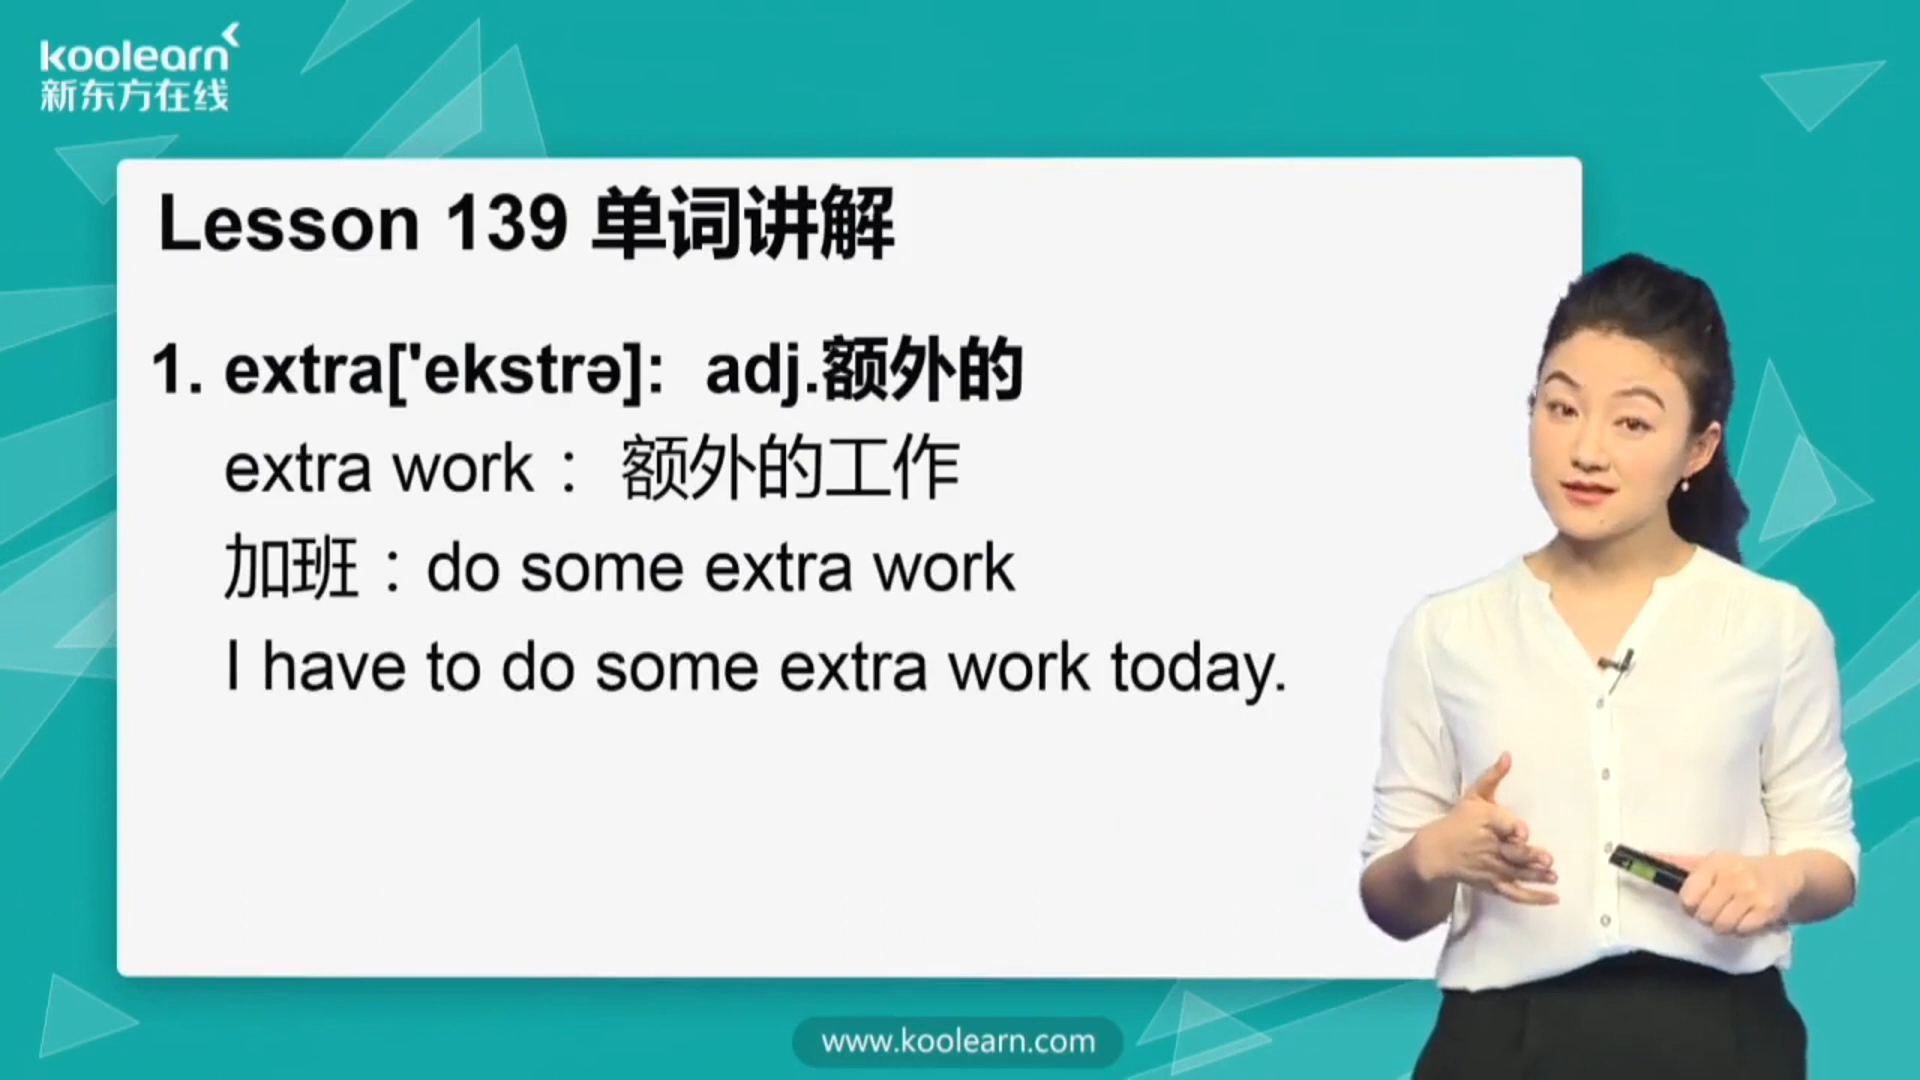 koolearn
新东方在线
Lesson 139 单词讲解
1. extra['ekstrə]: adj.额外的
extra work： 额外的工作
加班：do some extra work
I have to do some extra work today.
www.koolearn.com